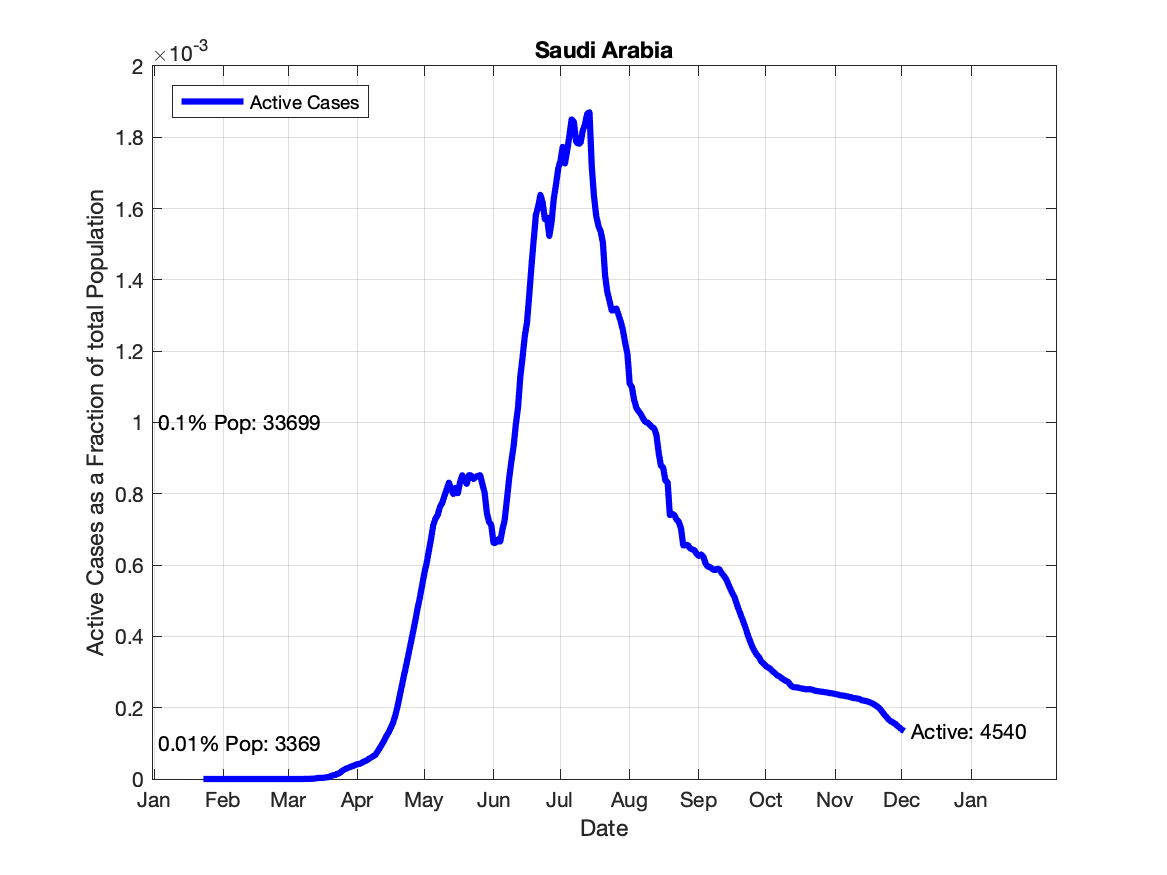 Saudi Arabia
×10-3
Active Cases
2
1.8
1.6
1.4
1.2
1
0.8
0.6
0.4
0.2
0
0.1% Pop: 33699
0.01% Pop: 3369
Active: 4540
Active Cases as a Fraction of total Population
Jan Feb Mar Apr May Jun Jul Aug Sep Oct Nov Dec Jan
Date